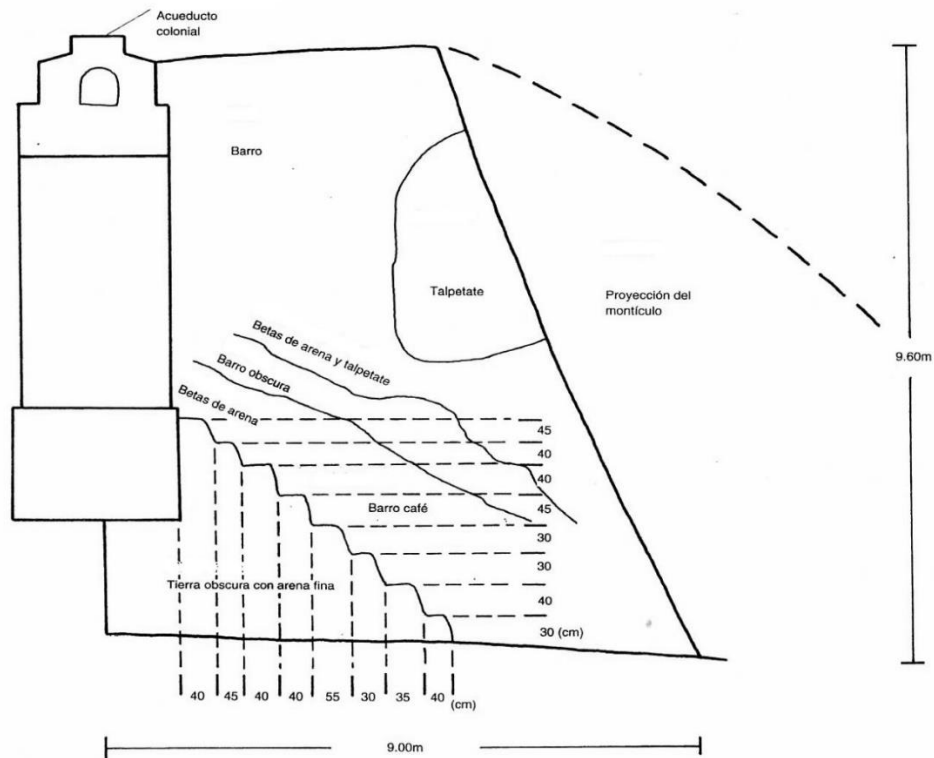 Acueducto
colonial
Barro
Talpetate
Proyección del
montículo
9.60m
Betas de arena y talpetate
Barro obscura
Betas de arena
45
40
40
45
Barro café
30
30
Tierra obscura con arena fina
40
30 (cm)
40 45 40 40 55 30 35 40 (cm)
9.00m